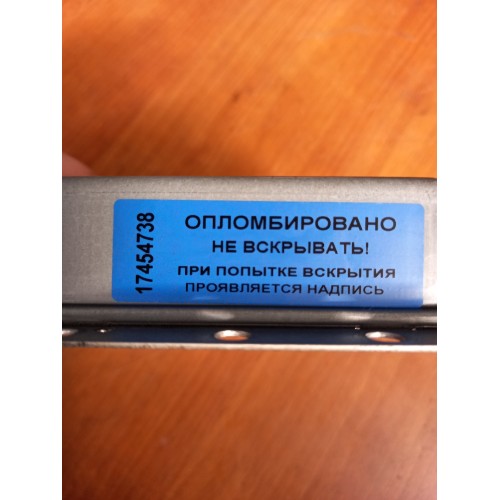 17454738
ОПЛОМБИРОВАНО
НЕ ВСКРЫВАТЬ!
ПРИ ПОПЫТКЕ ВСКРЫТИЯ
ПРОЯВЛЯЕТСЯ НАДПИСЬ